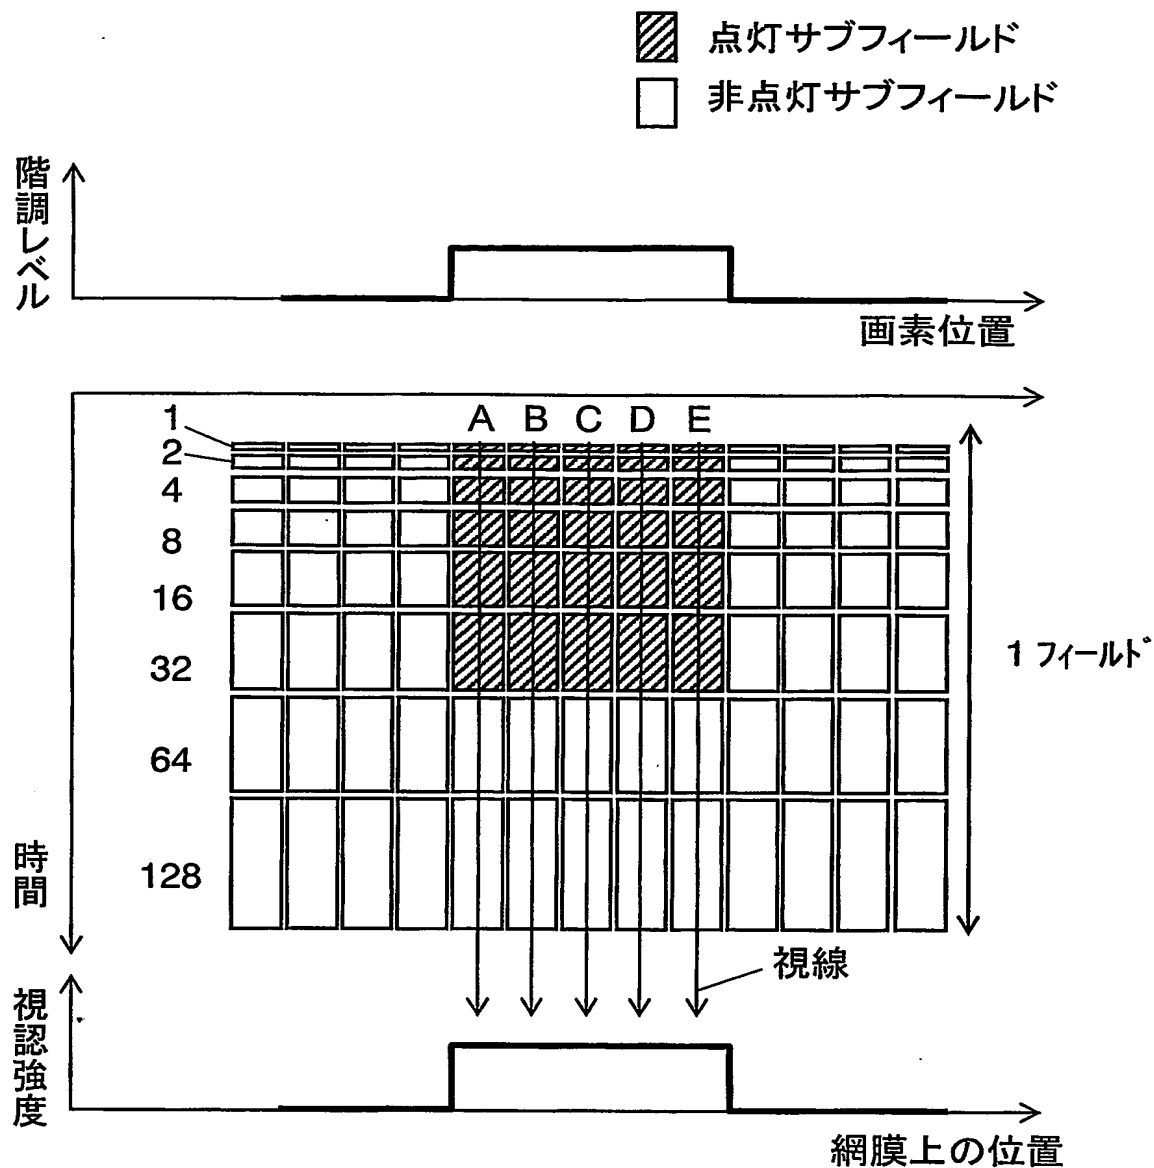 点灯サブフィールド
非点灯サブフィールド
階調レベル
画素位置
A B C D E
1
2
4
8
16
32
64
128
1 フィールド
時間
視線
視認強度
網膜上の位置